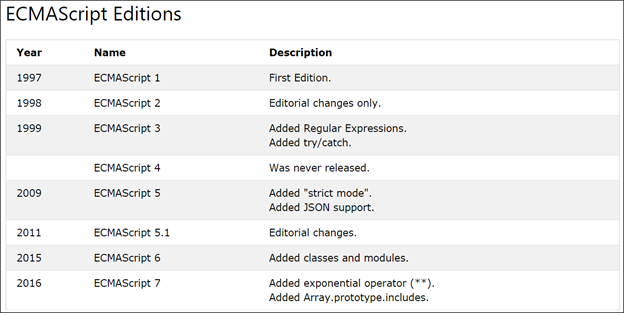 ECMAScript Editions
Year Name Description
1997 ECMAScript 1 First Edition.
1998 ECMAScript 2 Editorial changes only.
1999 ECMAScript 3 Added Regular Expressions.
Added try/catch.
ECMAScript 4 Was never released.
2009 ECMAScript 5 Added "strict mode".
Added JSON support.
2011 ECMAScript 5.1 Editorial changes.
2015 ECMAScript 6 Added classes and modules.
2016 ECMAScript 7 Added exponential operator (**).
Added Array.prototype.includes.